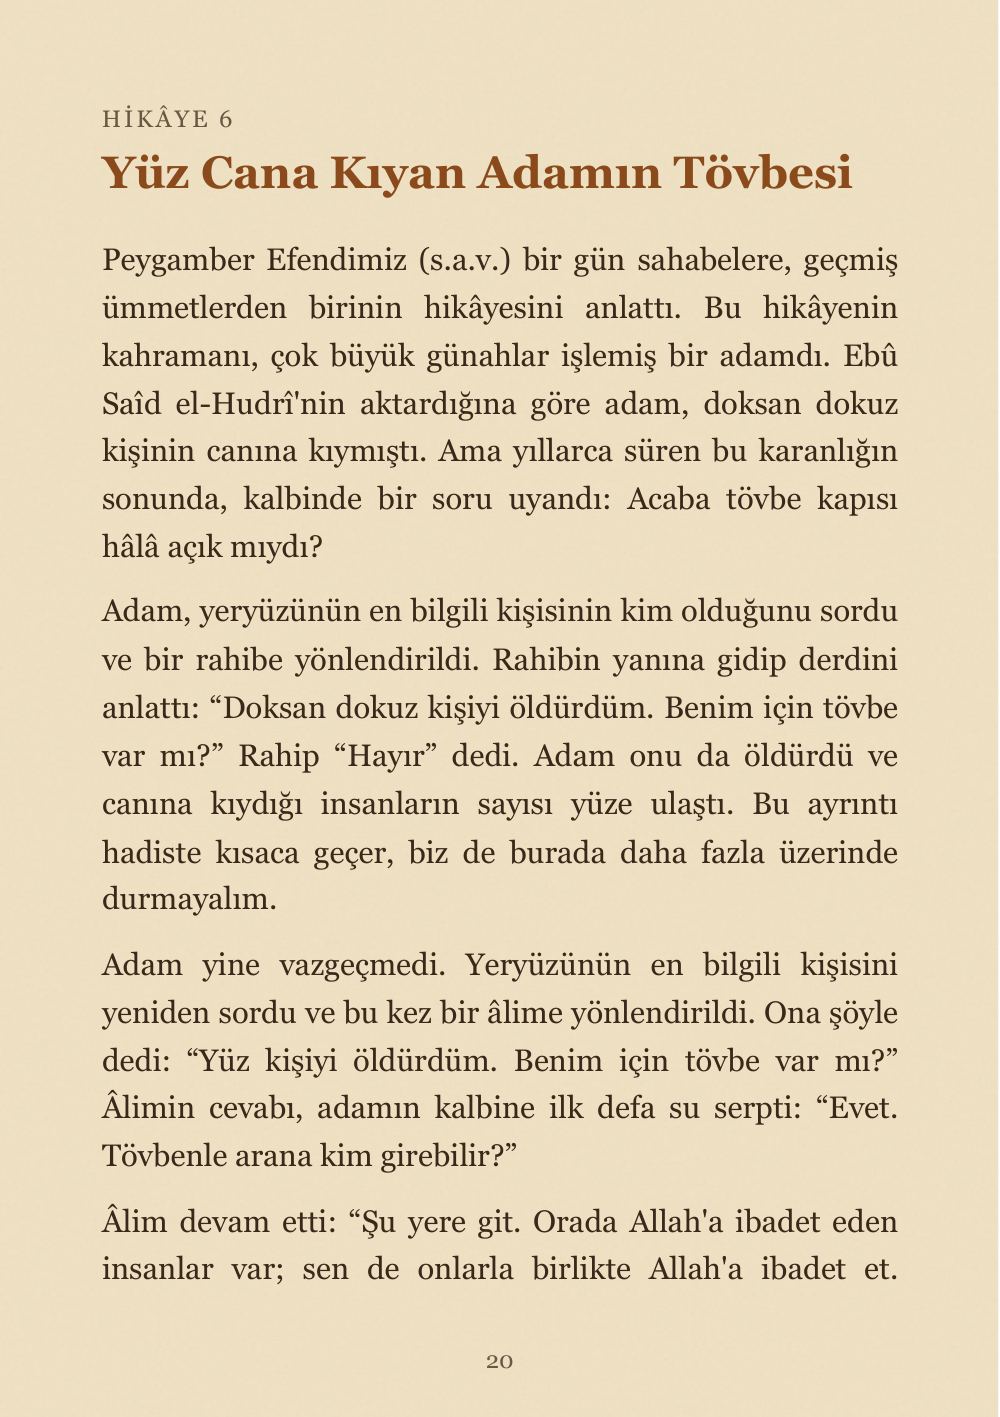 HİKÂYE 6
Yüz Cana Kıyan Adamın Tövbesi
Peygamber Efendimiz (s.a.v.) bir gün sahabelere, geçmiş
ümmetlerden birinin hikâyesini anlattı. Bu hikâyenin
kahramanı, çok büyük günahlar işlemiş bir adamdı. Ebû
Saîd el-Hudrî'nin aktardığına göre adam, doksan dokuz
kişinin canına kıymıştı. Ama yıllarca süren bu karanlığın
sonunda, kalbinde bir soru uyandı: Acaba tövbe kapısı
hâlâ açık mıydı?
Adam, yeryüzünün en bilgili kişisinin kim olduğunu sordu
ve bir rahibe yönlendirildi. Rahibin yanına gidip derdini
anlattı: “Doksan dokuz kişiyi öldürdüm. Benim için tövbe
var mı?” Rahip “Hayır” dedi. Adam onu da öldürdü ve
canına kıydığı insanların sayısı yüze ulaştı. Bu ayrıntı
hadiste kısaca geçer, biz de burada daha fazla üzerinde
durmayalım.
Adam yine vazgeçmedi. Yeryüzünün en bilgili kişisini
yeniden sordu ve bu kez bir âlime yönlendirildi. Ona şöyle
dedi: “Yüz kişiyi öldürdüm. Benim için tövbe var mı?”
Âlimin cevabı, adamın kalbine ilk defa su serpti: “Evet.
Tövbenle arana kim girebilir?”
Âlim devam etti: “Şu yere git. Orada Allah'a ibadet eden
insanlar var; sen de onlarla birlikte Allah'a ibadet et.
20